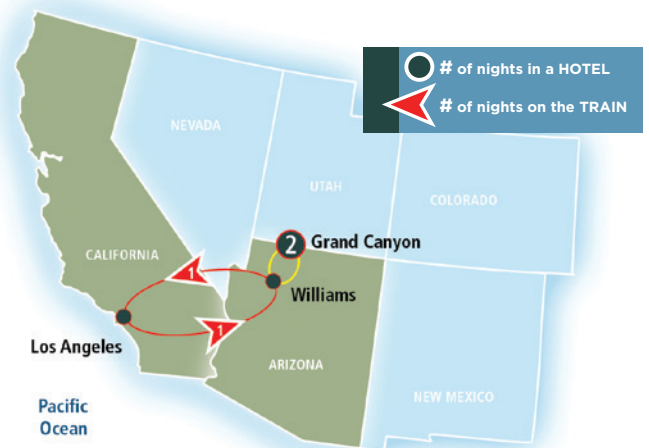 # of nights in a HOTEL
# of nights on the TRAIN
NEVADA
UTAH
COLORADO
2
Grand Canyon
CALIFORNIA
1
Williams
Los Angeles
1
ARIZONA
NEW MEXICO
Pacific
Ocean